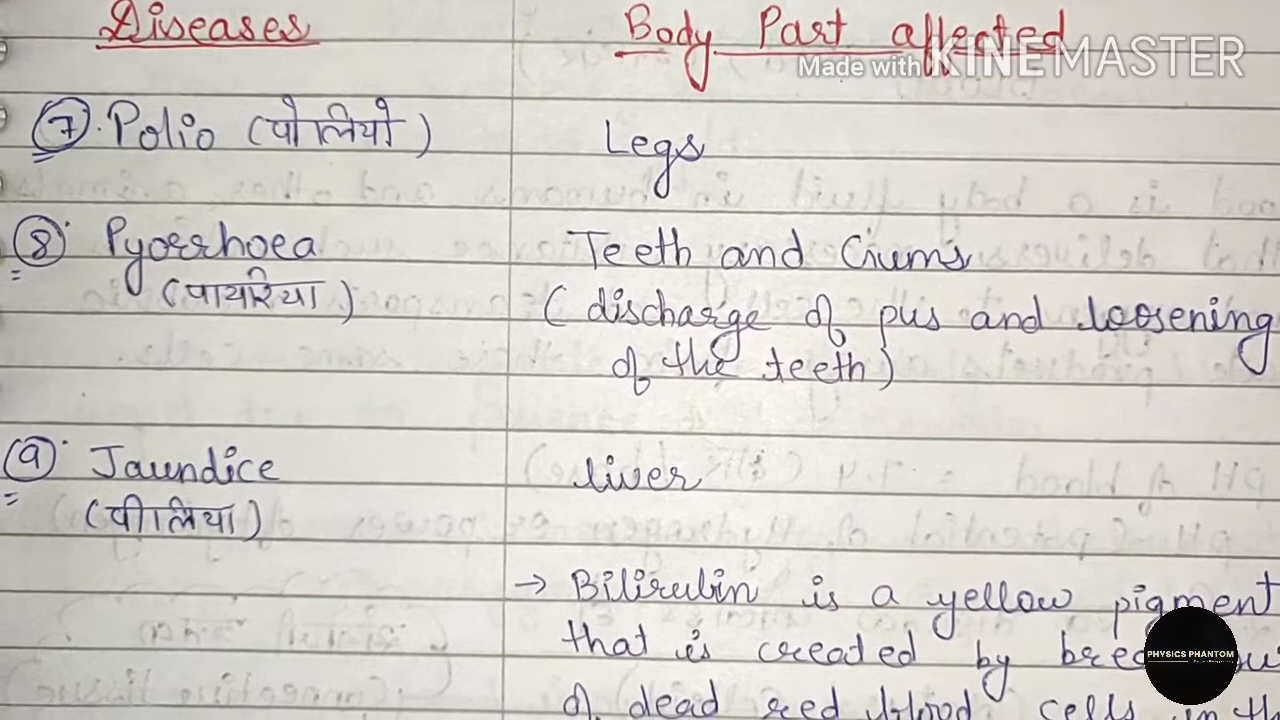 Diseases Body Part affected
Made with KINEMASTER
7. Polio (पोलियो) Legs
8. Pyorrhoea Teeth and Gums
(पायरिया) (discharge of pus and loosening
of the teeth)
9. Jaundice liver
(पीलिया)
→ Bilirubin is a yellow pigment
that is created by
PHYSICS PHANTOM
of dead red blood cells in